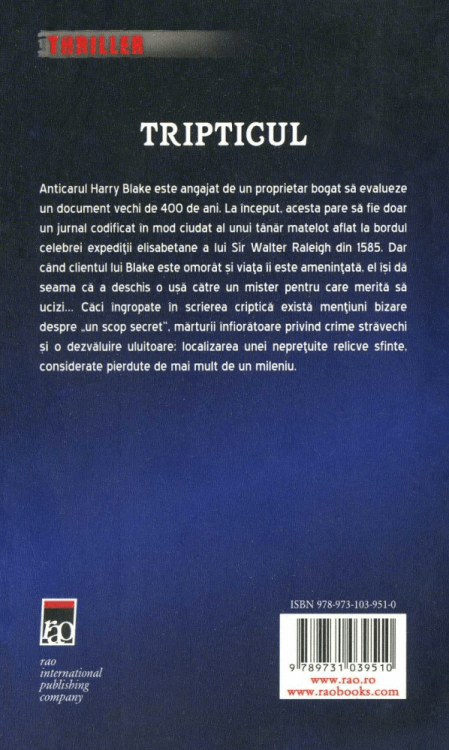 THRILLER
TRIPTICUL
Anticarul Harry Blake este angajat de un proprietar bogat să evalueze
un document vechi de 400 de ani. La început, acesta pare să fie doar
un jurnal codificat în mod ciudat al unui tânăr matelot aflat la bordul
celebrei expediții elisabetane a lui Sir Walter Raleigh din 1585. Dar
când clientul lui Blake este omorât și viața îi este amenințată, el își dă
seama că a deschis o ușă către un mister pentru care merită să
ucizi... Căci îngropate în scrierea criptică există mențiuni bizare
despre „un scop secret”, mărturii înfiorătoare privind crime străvechi
și o dezvăluire uluitoare: localizarea unei neprețuite relicve sfinte,
considerate pierdute de mai mult de un mileniu.
ISBN 978-973-103-951-0
9 789731 039510
www.rao.ro
www.raobooks.com
rao
rao
international
publishing
company